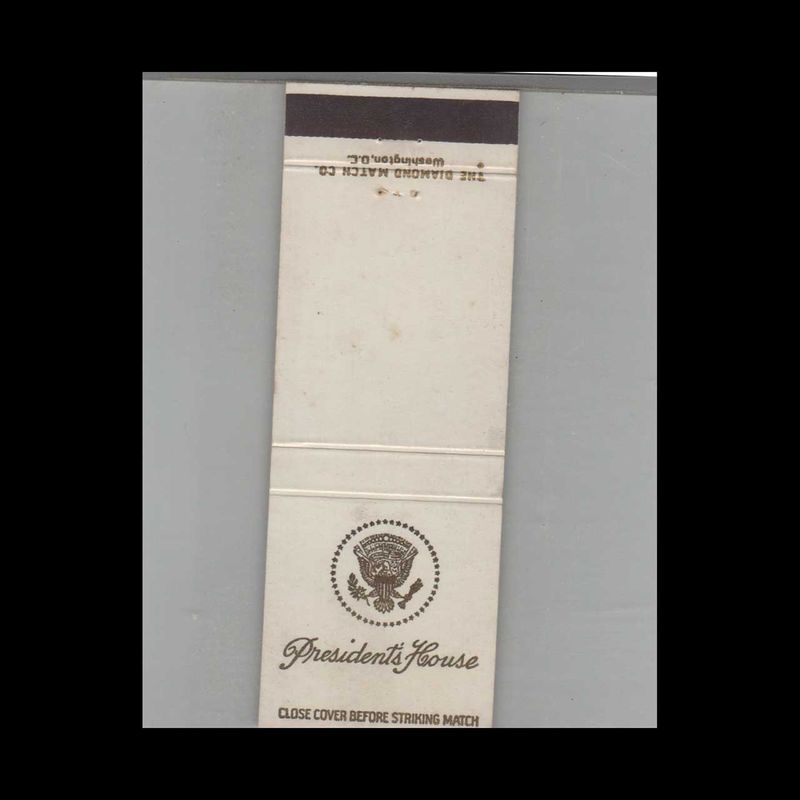 THE DIAMOND MATCH CO.
Washington, D.C.
President's House
CLOSE COVER BEFORE STRIKING MATCH